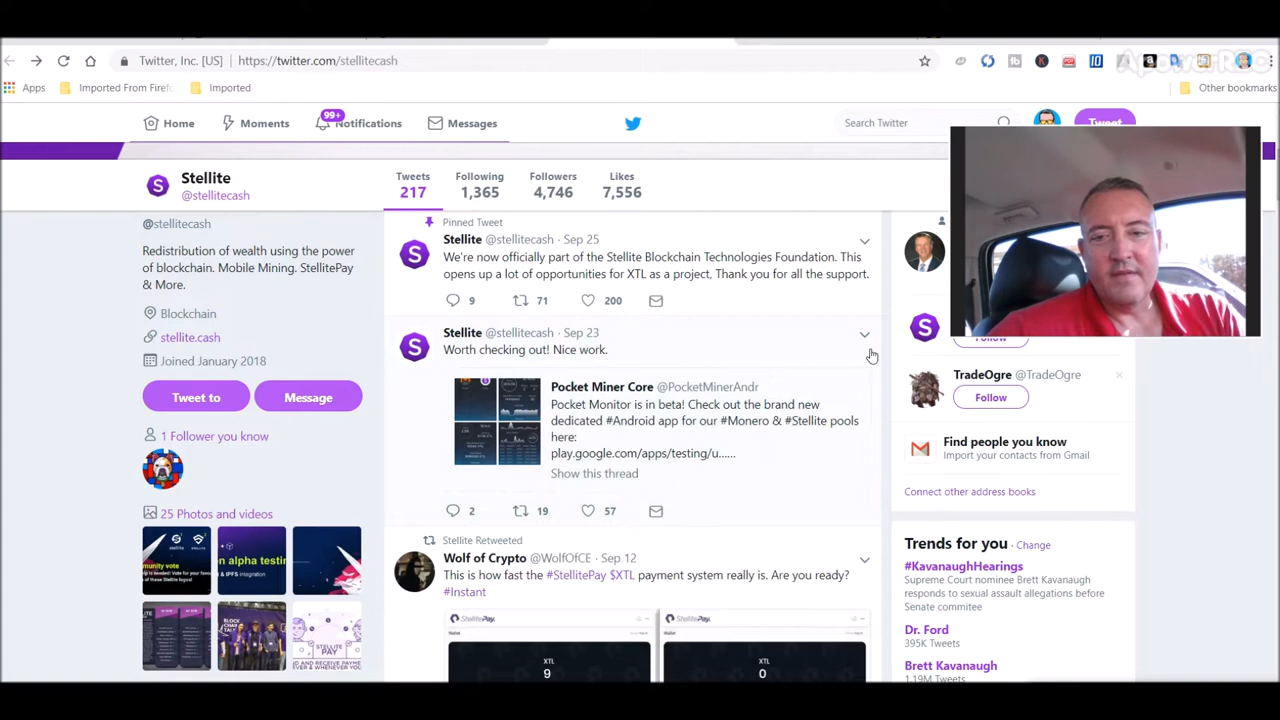 Twitter, Inc. [US]
https://twitter.com/stellitecash
ApowerREC
Apps
Imported From Firef
Imported
Other bookmarks
Home
Moments
99+
Notifications
Messages
Search Twitter
Tweet
Stellite
@stellitecash
Tweets
217
Following
1,365
Followers
4,746
Likes
7,556
@stellitecash
Redistribution of wealth using the power
of blockchain. Mobile Mining. StellitePay
& More.
Blockchain
stellite.cash
Joined January 2018
Tweet to
Message
1 Follower you know
25 Photos and videos
Pinned Tweet
Stellite @stellitecash · Sep 25
We're now officially part of the Stellite Blockchain Technologies Foundation. This
opens up a lot of opportunities for XTL as a project, Thank you for all the support.
9
71
200
Stellite @stellitecash · Sep 23
Worth checking out! Nice work.
Pocket Miner Core @PocketMinerAndr
Pocket Monitor is in beta! Check out the brand new
dedicated #Android app for our #Monero & #Stellite pools
here:
play.google.com/apps/testing/u......
Show this thread
2
19
57
Stellite Retweeted
Wolf of Crypto @WolfOfCE · Sep 12
This is how fast the #StellitePay $XTL payment system really is. Are you ready?
#Instant
StellitePay.
XTL
9
StellitePay.
XTL
0
Follow
TradeOgre @TradeOgre
Follow
Find people you know
Import your contacts from Gmail
Connect other address books
Trends for you · Change
#KavanaughHearings
Supreme Court nominee Brett Kavanaugh
responds to sexual assault allegations before
Senate commitee
Dr. Ford
395K Tweets
Brett Kavanaugh
1.19M Tweets